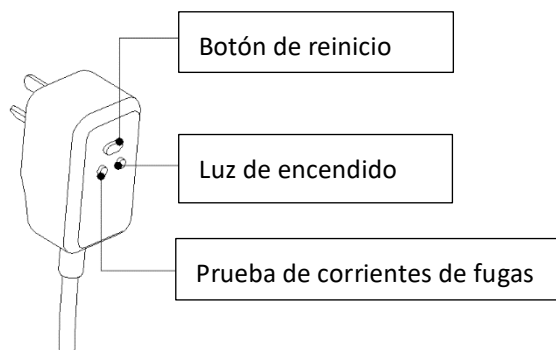 Botón de reinicio
Luz de encendido
Prueba de corrientes de fugas